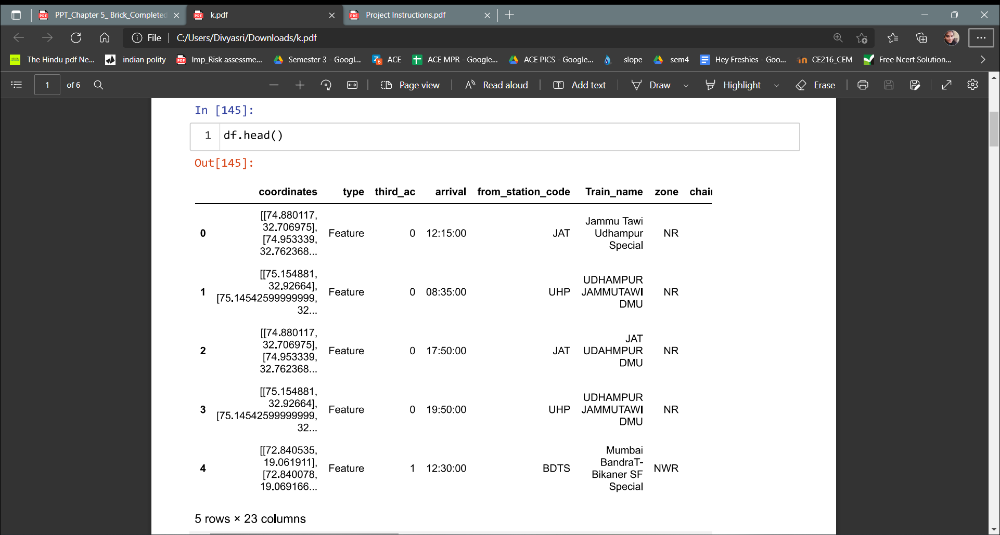 PPT_Chapter 5_ Brick_Completed
k.pdf
Project Instructions.pdf
File
C:/Users/Divyasri/Downloads/k.pdf
The Hindu pdf Ne...
indian polity
Imp_Risk assessme...
Semester 3 - Googl...
ACE
ACE MPR - Google...
ACE PICS - Google...
slope
sem4
Hey Freshies - Goo...
CE216_CEM
Free Ncert Solution...
1 of 6
Page view
Read aloud
Add text
Draw
Highlight
Erase
In [145]:
1 df.head()
Out[145]:
coordinates type third_ac arrival from_station_code Train_name zone chair
0 [[74.880117, 32.706975], [74.953339, 32.762368... Feature 0 12:15:00 JAT Jammu Tawi Udhampur Special NR
1 [[75.154881, 32.92664], [75.14542599999999, 32... Feature 0 08:35:00 UHP UDHAMPUR JAMMUTAWI DMU NR
2 [[74.880117, 32.706975], [74.953339, 32.762368... Feature 0 17:50:00 JAT JAT UDAHMPUR DMU NR
3 [[75.154881, 32.92664], [75.14542599999999, 32... Feature 0 19:50:00 UHP UDHAMPUR JAMMUTAWI DMU NR
4 [[72.840535, 19.061911], [72.840078, 19.069166... Feature 1 12:30:00 BDTS Mumbai BandraT- Bikaner SF Special NWR
5 rows × 23 columns